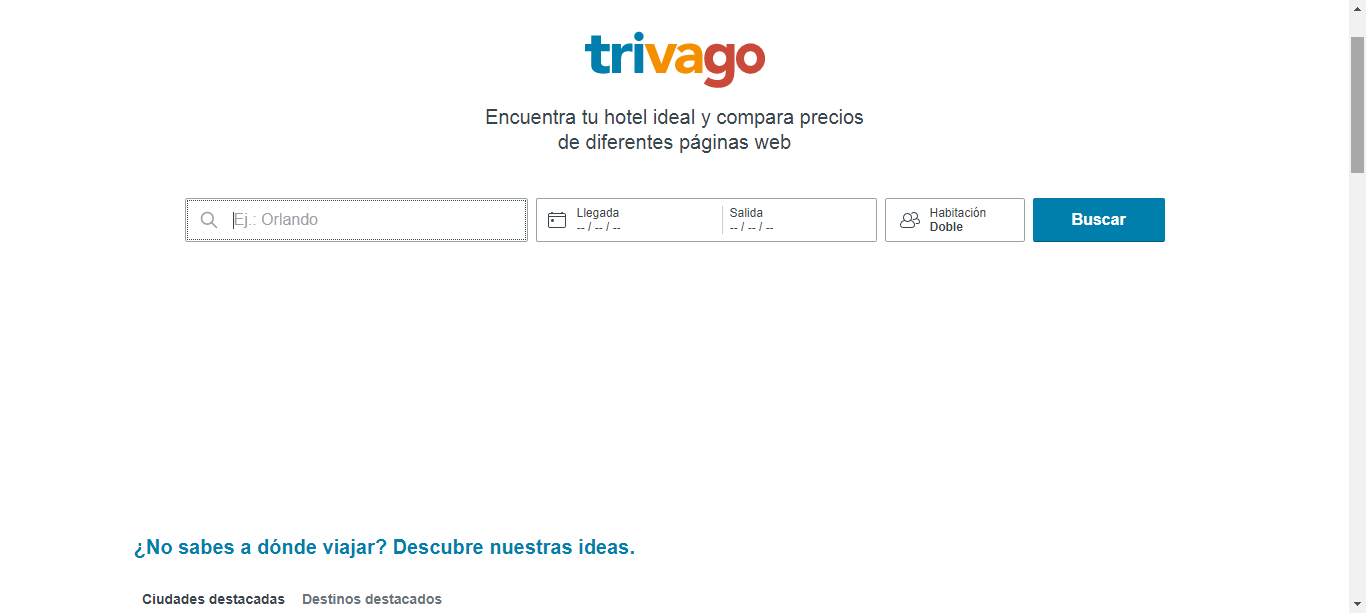 trivago
Encuentra tu hotel ideal y compara precios
de diferentes páginas web
Ej.: Orlando
Llegada
-- / -- / --
Salida
-- / -- / --
Habitación
Doble
Buscar
¿No sabes a dónde viajar? Descubre nuestras ideas.
Ciudades destacadas
Destinos destacados